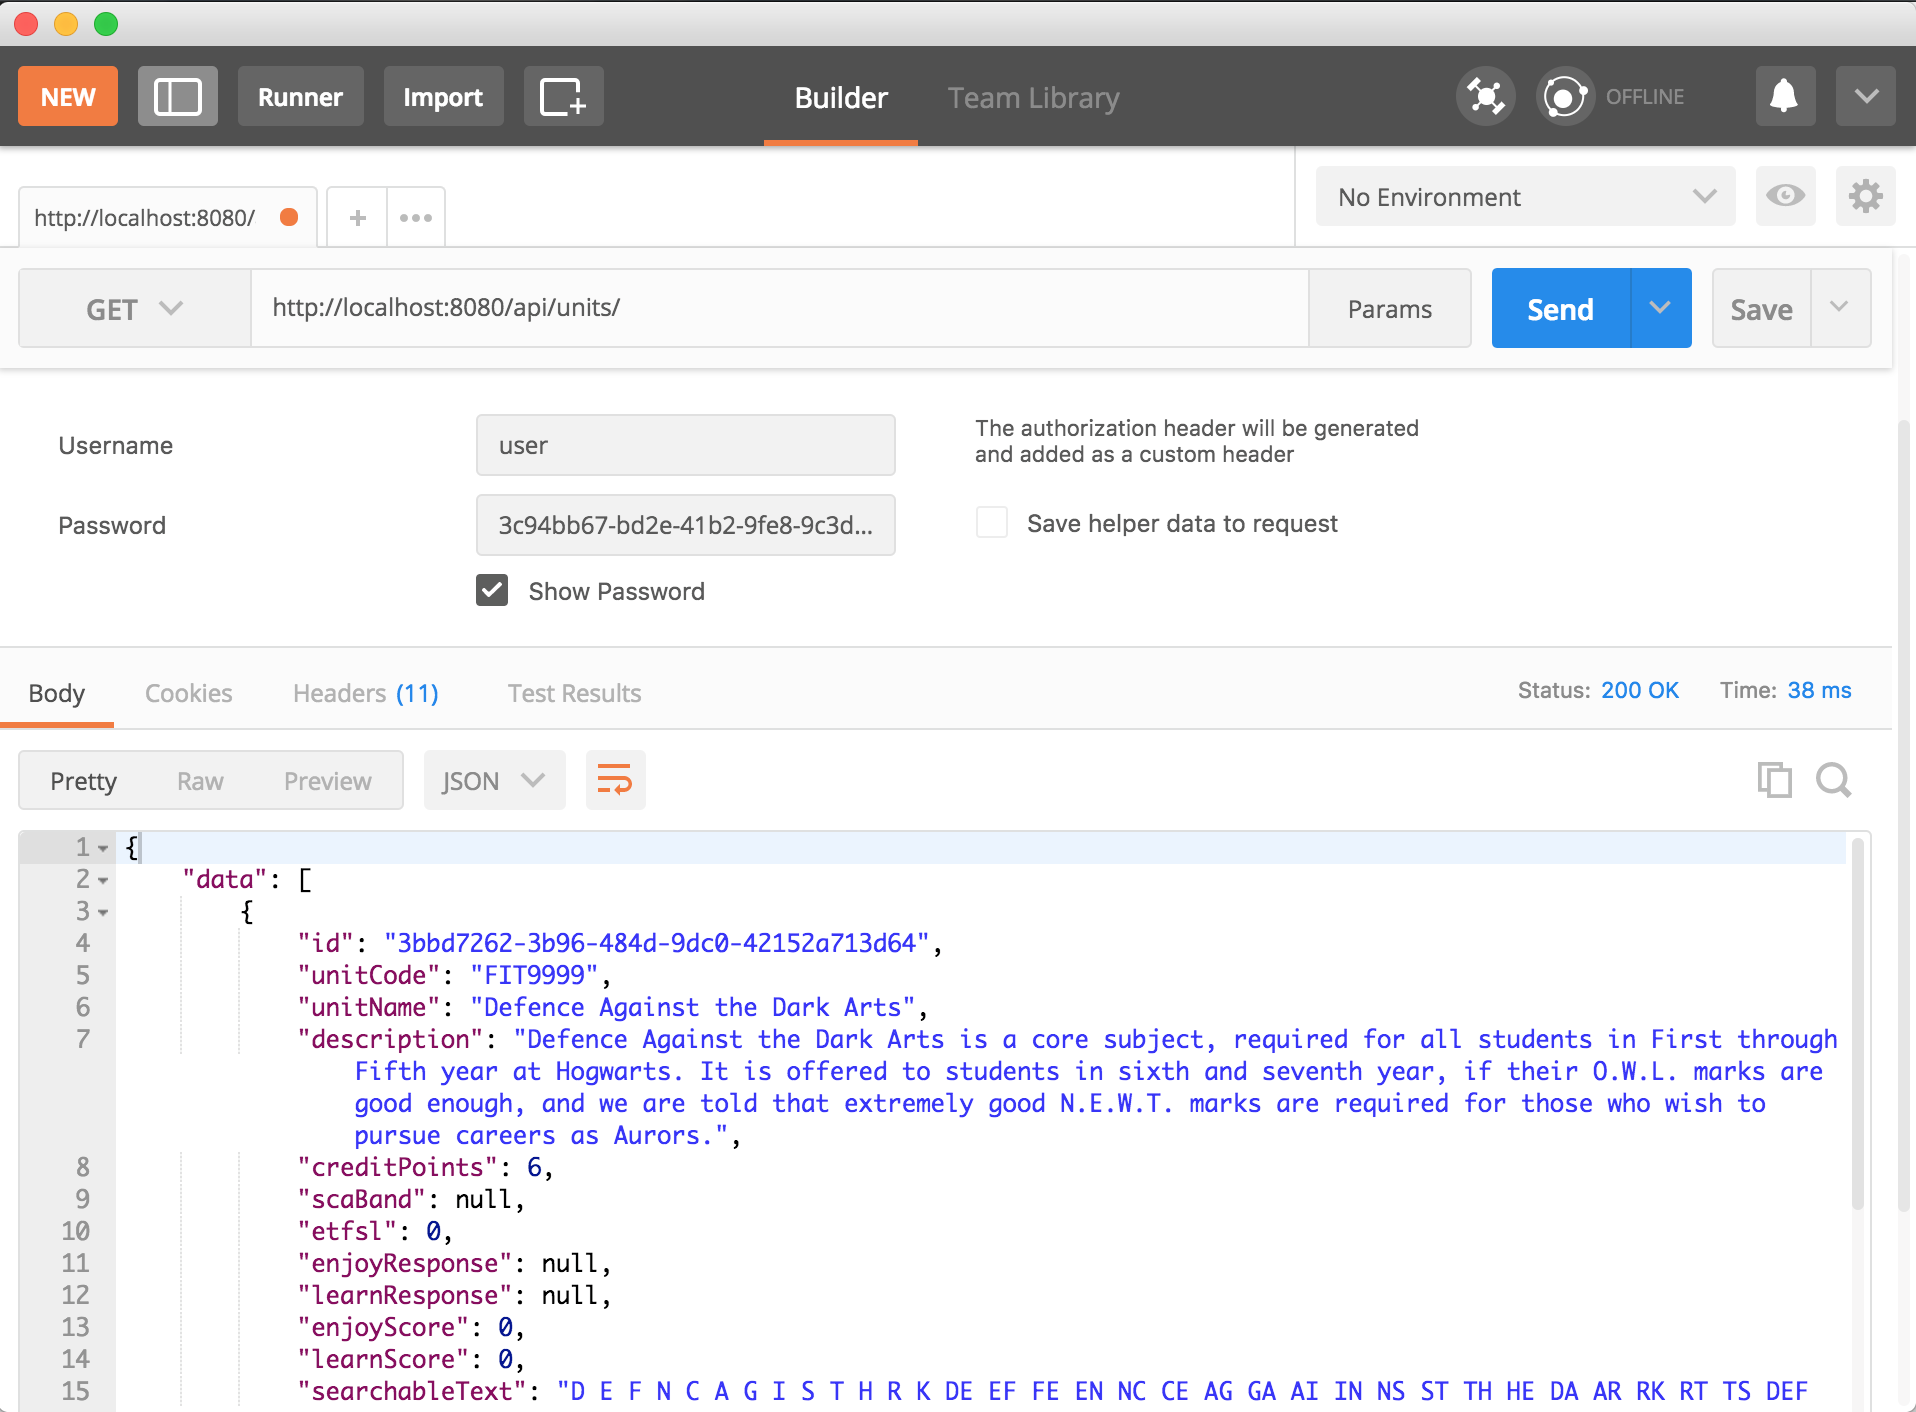 NEW Runner Import Builder Team Library OFFLINE
http://localhost:8080/ + ••• No Environment
GET http://localhost:8080/api/units/ Params Send Save
Username user The authorization header will be generated
and added as a custom header
Password 3c94bb67-bd2e-41b2-9fe8-9c3d... Save helper data to request
Show Password
Body Cookies Headers (11) Test Results Status: 200 OK Time: 38 ms
Pretty Raw Preview JSON
1 {
2 "data": [
3 {
4 "id": "3bbd7262-3b96-484d-9dc0-42152a713d64",
5 "unitCode": "FIT9999",
6 "unitName": "Defence Against the Dark Arts",
7 "description": "Defence Against the Dark Arts is a core subject, required for all students in First through
Fifth year at Hogwarts. It is offered to students in sixth and seventh year, if their O.W.L. marks are
good enough, and we are told that extremely good N.E.W.T. marks are required for those who wish to
pursue careers as Aurors.",
8 "creditPoints": 6,
9 "scaBand": null,
10 "etfsl": 0,
11 "enjoyResponse": null,
12 "learnResponse": null,
13 "enjoyScore": 0,
14 "learnScore": 0,
15 "searchableText": "D E F N C A G I S T H R K DE EF FE EN NC CE AG GA AI IN NS ST TH HE DA AR RK RT TS DEF